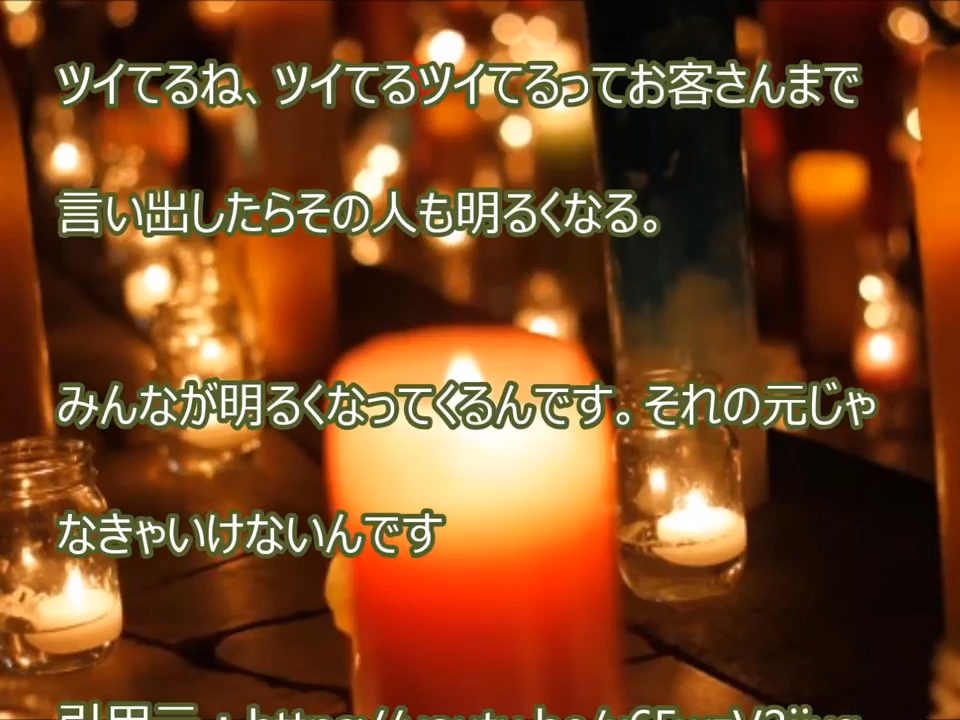 ツイてるね、ツイてるツイてるってお客さんまで
言い出したらその人も明るくなる。
みんなが明るくなってくるんです。それの元じゃ
なきゃいけないんです
引用元：